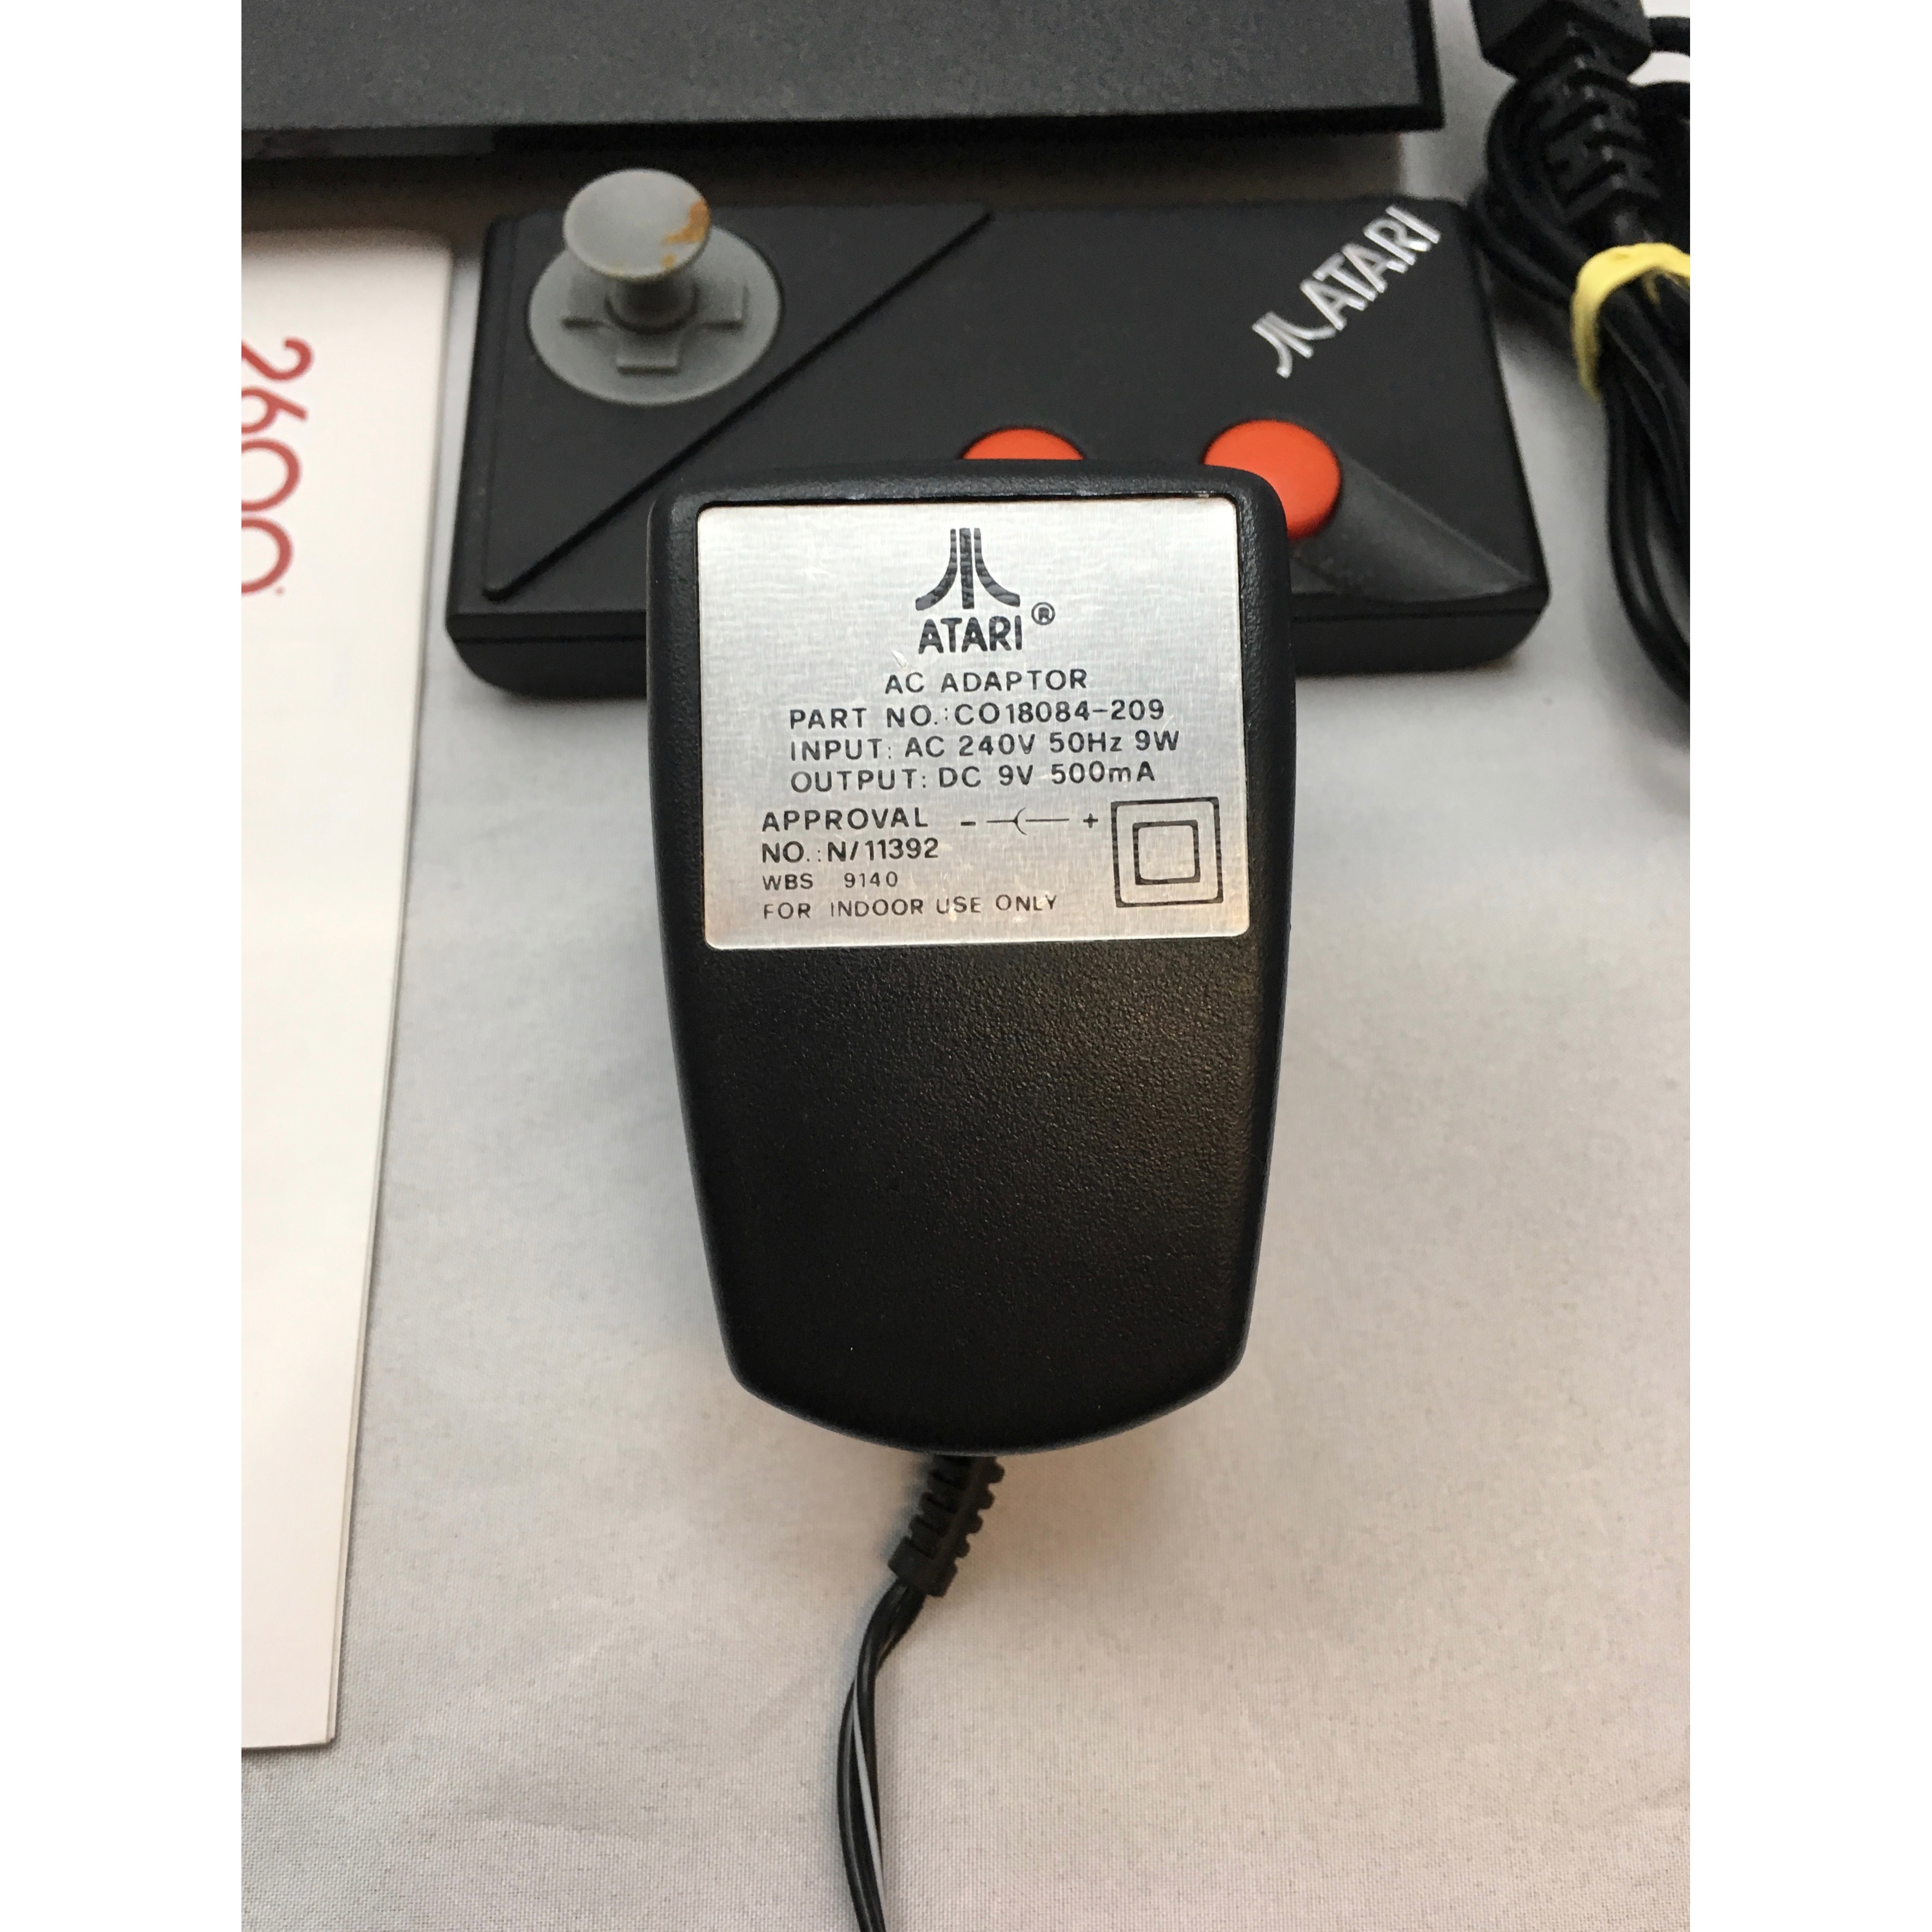 ATARI
2600
ATARI®
AC ADAPTOR
PART NO.:CO18084-209
INPUT: AC 240V 50Hz 9W
OUTPUT: DC 9V 500mA
APPROVAL - +
NO.:N/11392
WBS 9140
FOR INDOOR USE ONLY